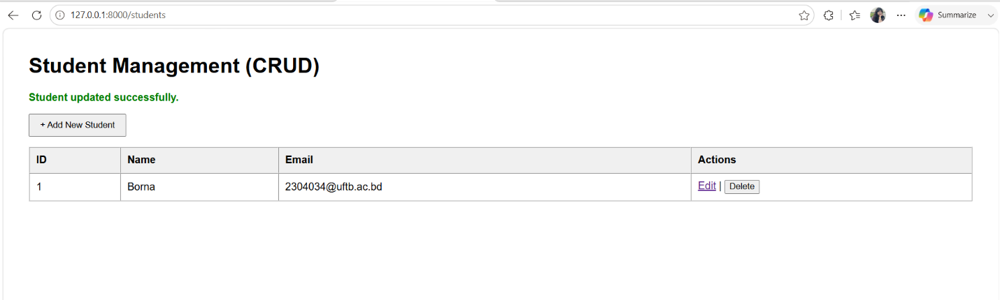 127.0.0.1:8000/students
Summarize
Student Management (CRUD)
Student updated successfully.
+ Add New Student
ID Name Email Actions
1 Borna 2304034@uftb.ac.bd Edit | Delete